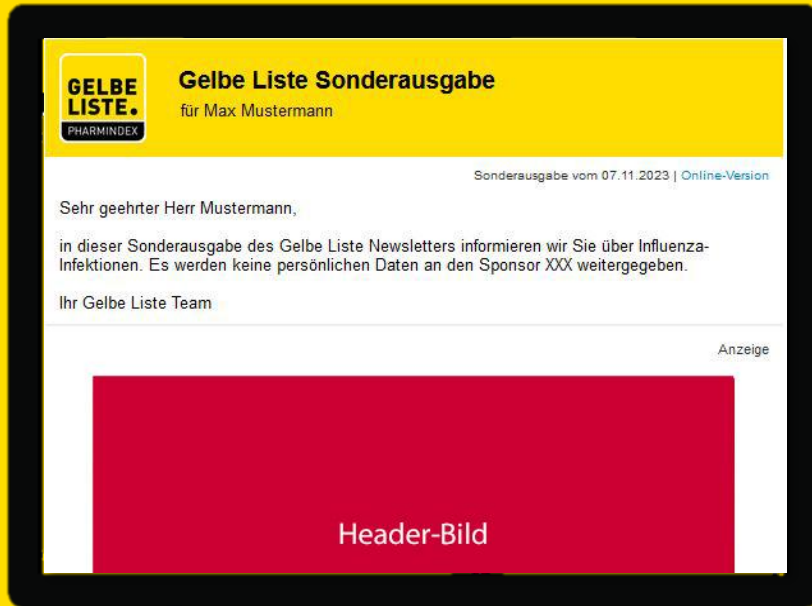 GELBE
LISTE.
PHARMINDEX
Gelbe Liste Sonderausgabe
für Max Mustermann
Sonderausgabe vom 07.11.2023 | Online-Version
Sehr geehrter Herr Mustermann,
in dieser Sonderausgabe des Gelbe Liste Newsletters informieren wir Sie über Influenza-
Infektionen. Es werden keine persönlichen Daten an den Sponsor XXX weitergegeben.
Ihr Gelbe Liste Team
Anzeige
Header-Bild